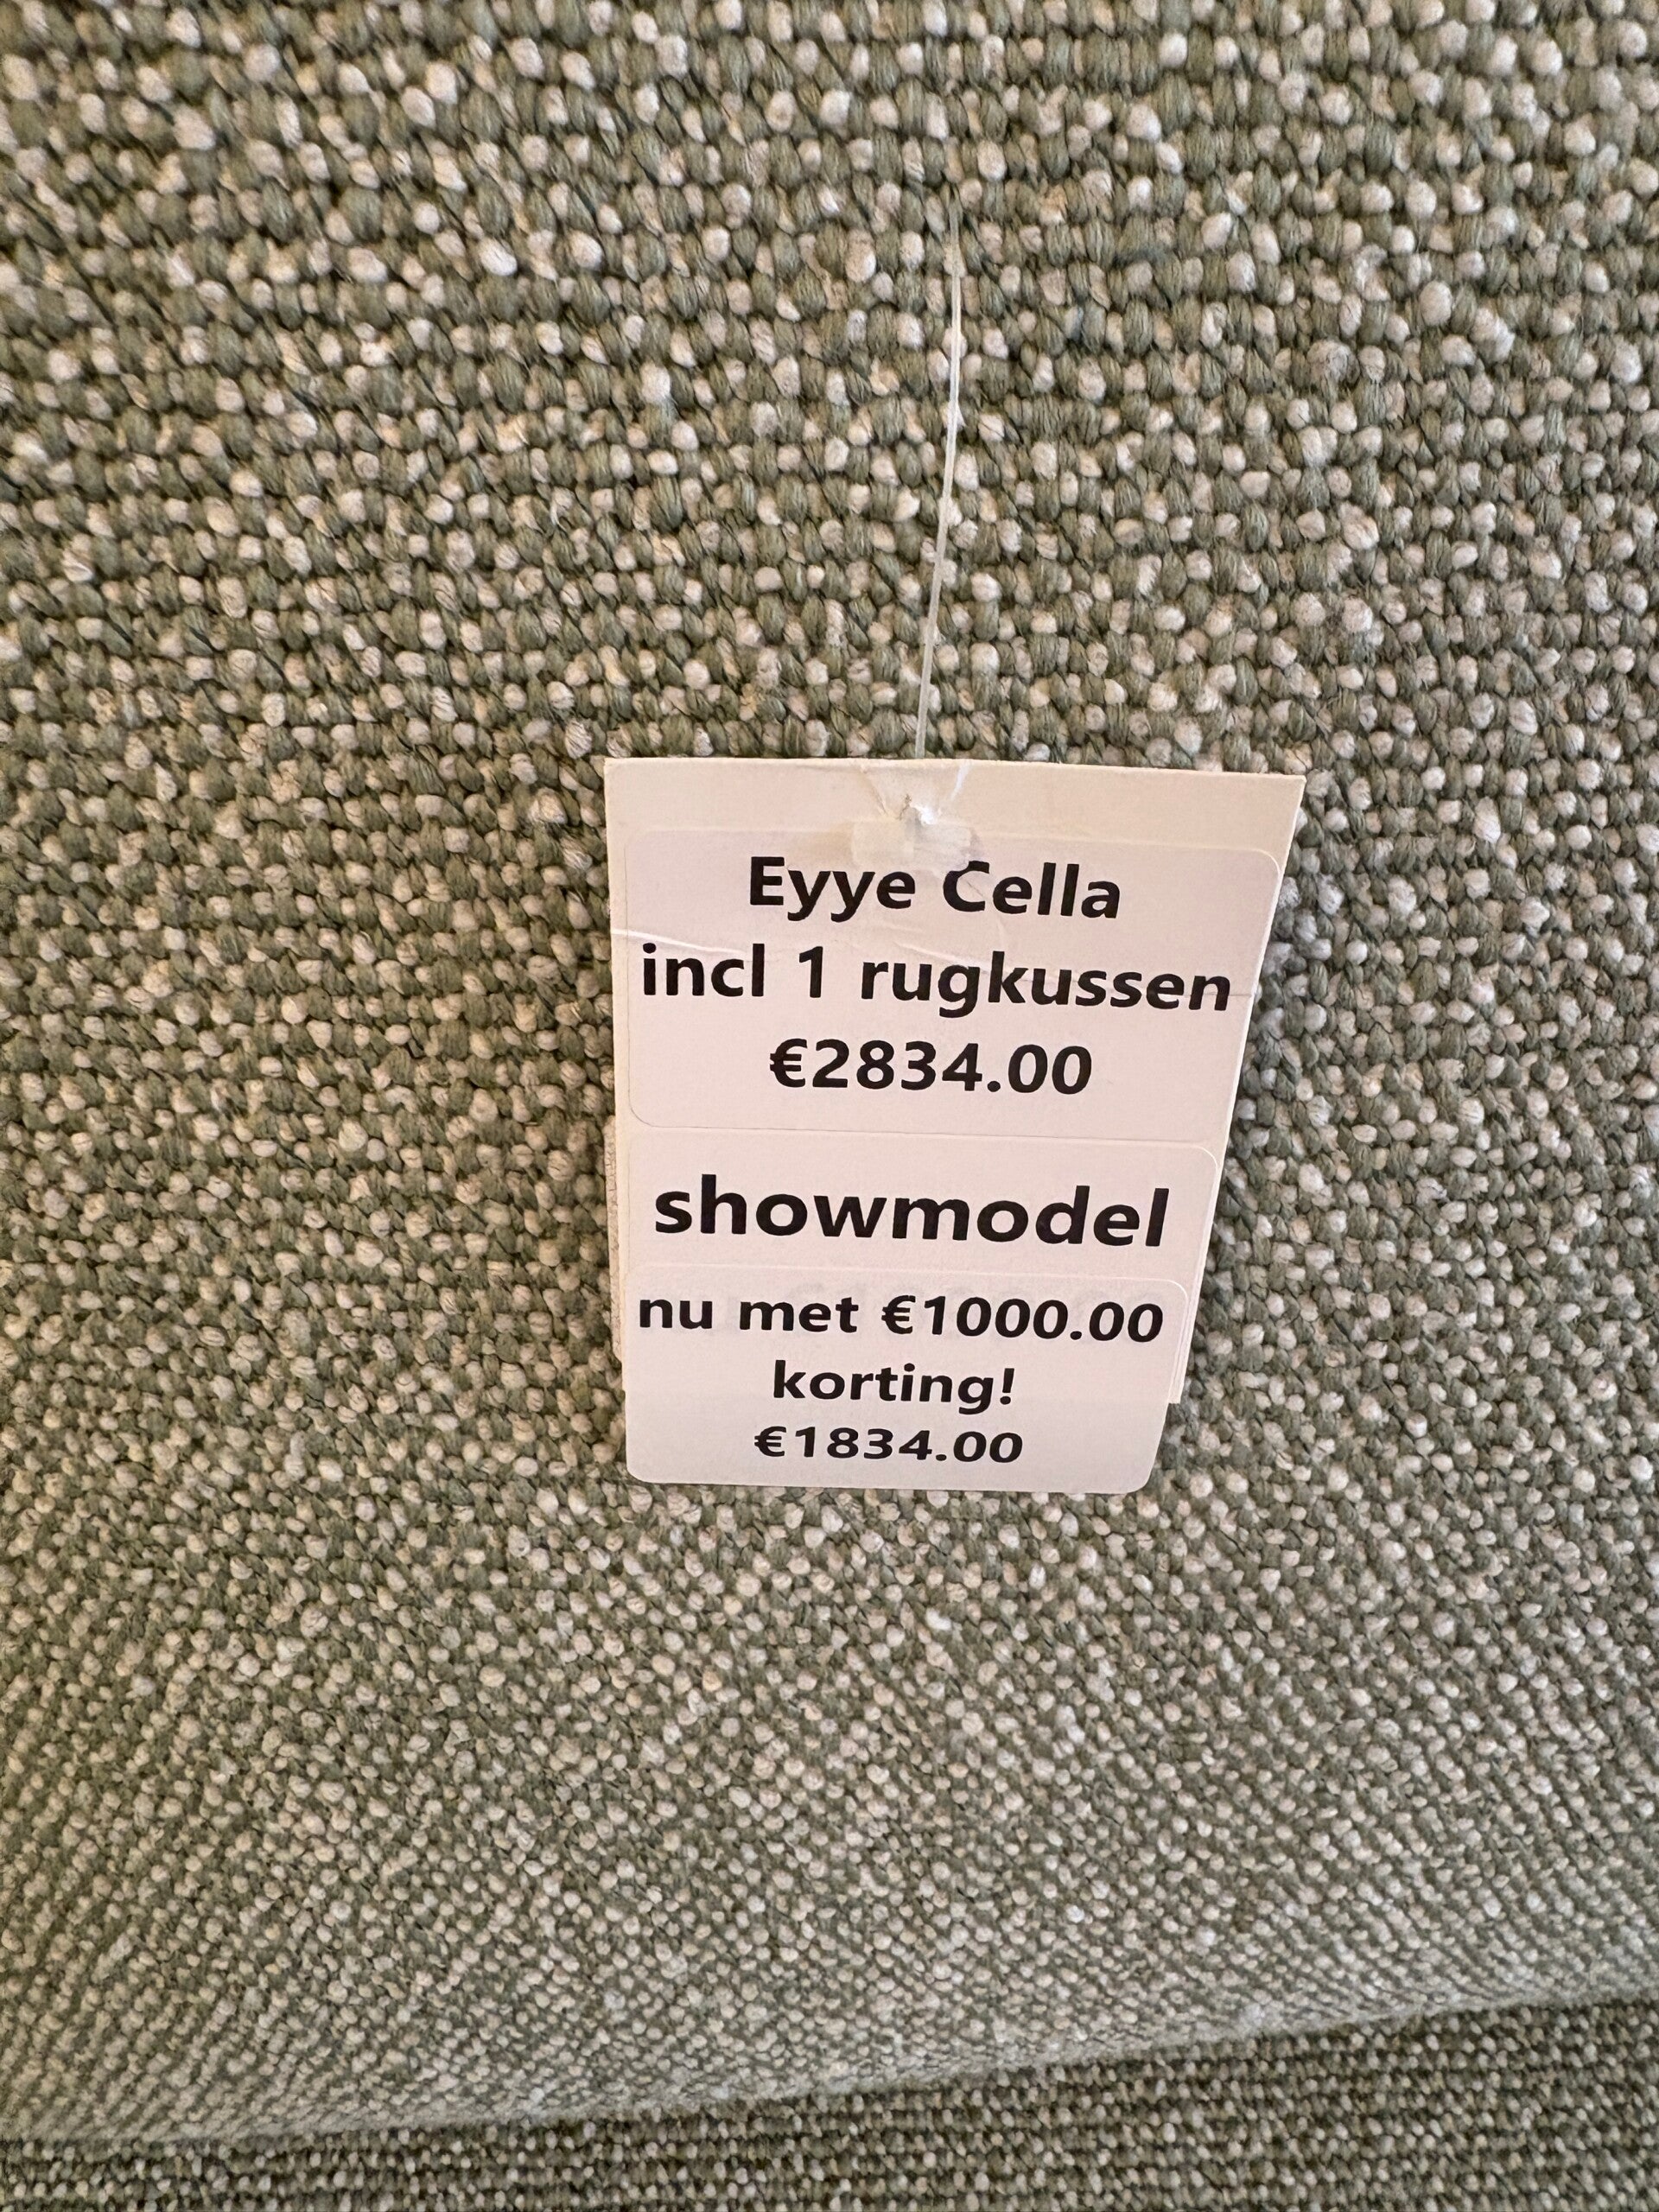 Eyye Cella
incl 1 rugkussen
€2834.00
showmodel
nu met €1000.00
korting!
€1834.00